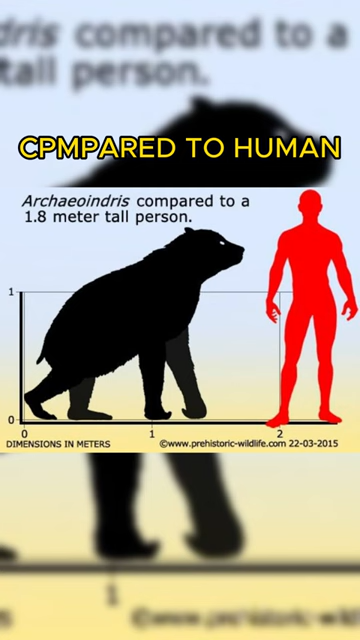 dris compared to a
tall person.
CPMPARED TO HUMAN
Archaeoindris compared to a
1.8 meter tall person.
1
0
0
1
2
DIMENSIONS IN METERS
©www.prehistoric-wildlife.com 22-03-2015
1